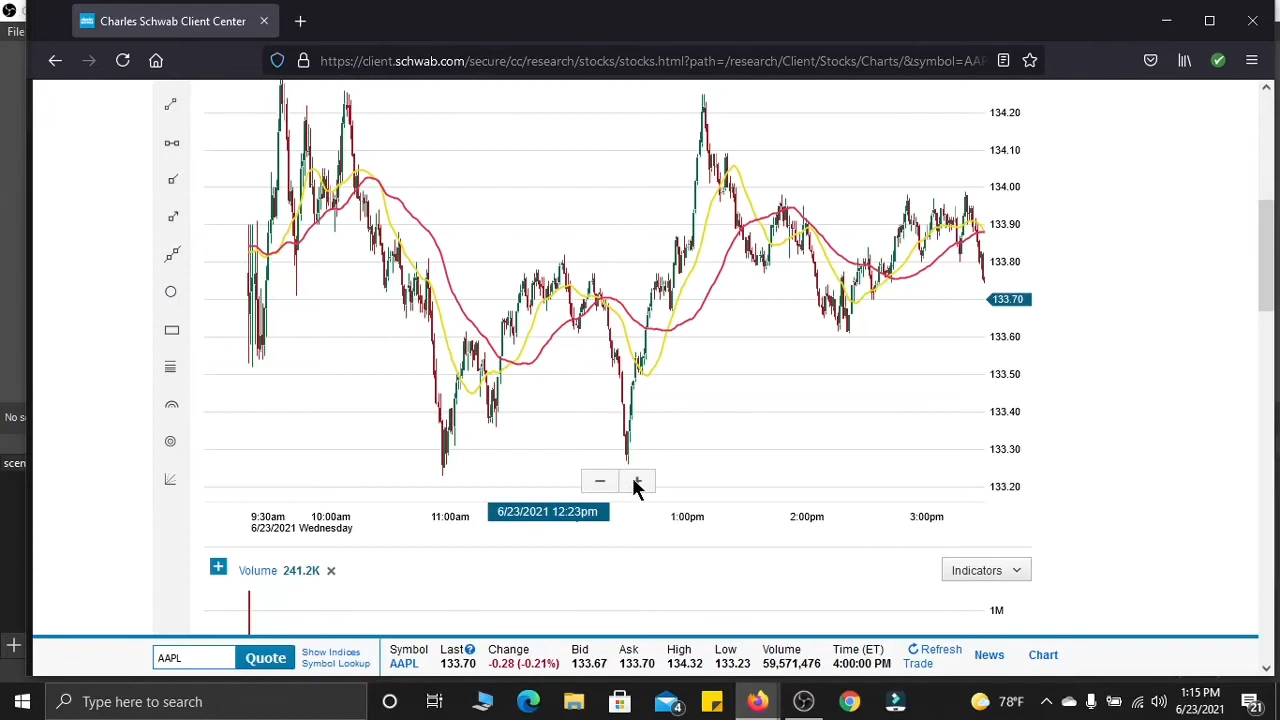 Charles Schwab Client Center
File
https://client.schwab.com/secure/cc/research/stocks/stocks.html?path=/research/Client/Stocks/Charts/&symbol=AAP
134.20
134.10
134.00
133.90
133.80
133.70
133.60
133.50
133.40
133.30
133.20
No s
scen
9:30am 10:00am 11:00am 6/23/2021 12:23pm 1:00pm 2:00pm 3:00pm
6/23/2021 Wednesday
Volume 241.2K
Indicators
1M
AAPL Quote
Show Indices
Symbol Lookup
Symbol Last Change Bid Ask High Low Volume Time (ET) Refresh
AAPL 133.70 -0.28 (-0.21%) 133.67 133.70 134.32 133.23 59,571,476 4:00:00 PM Trade
News Chart
Type here to search
4
78°F
1:15 PM
6/23/2021
21